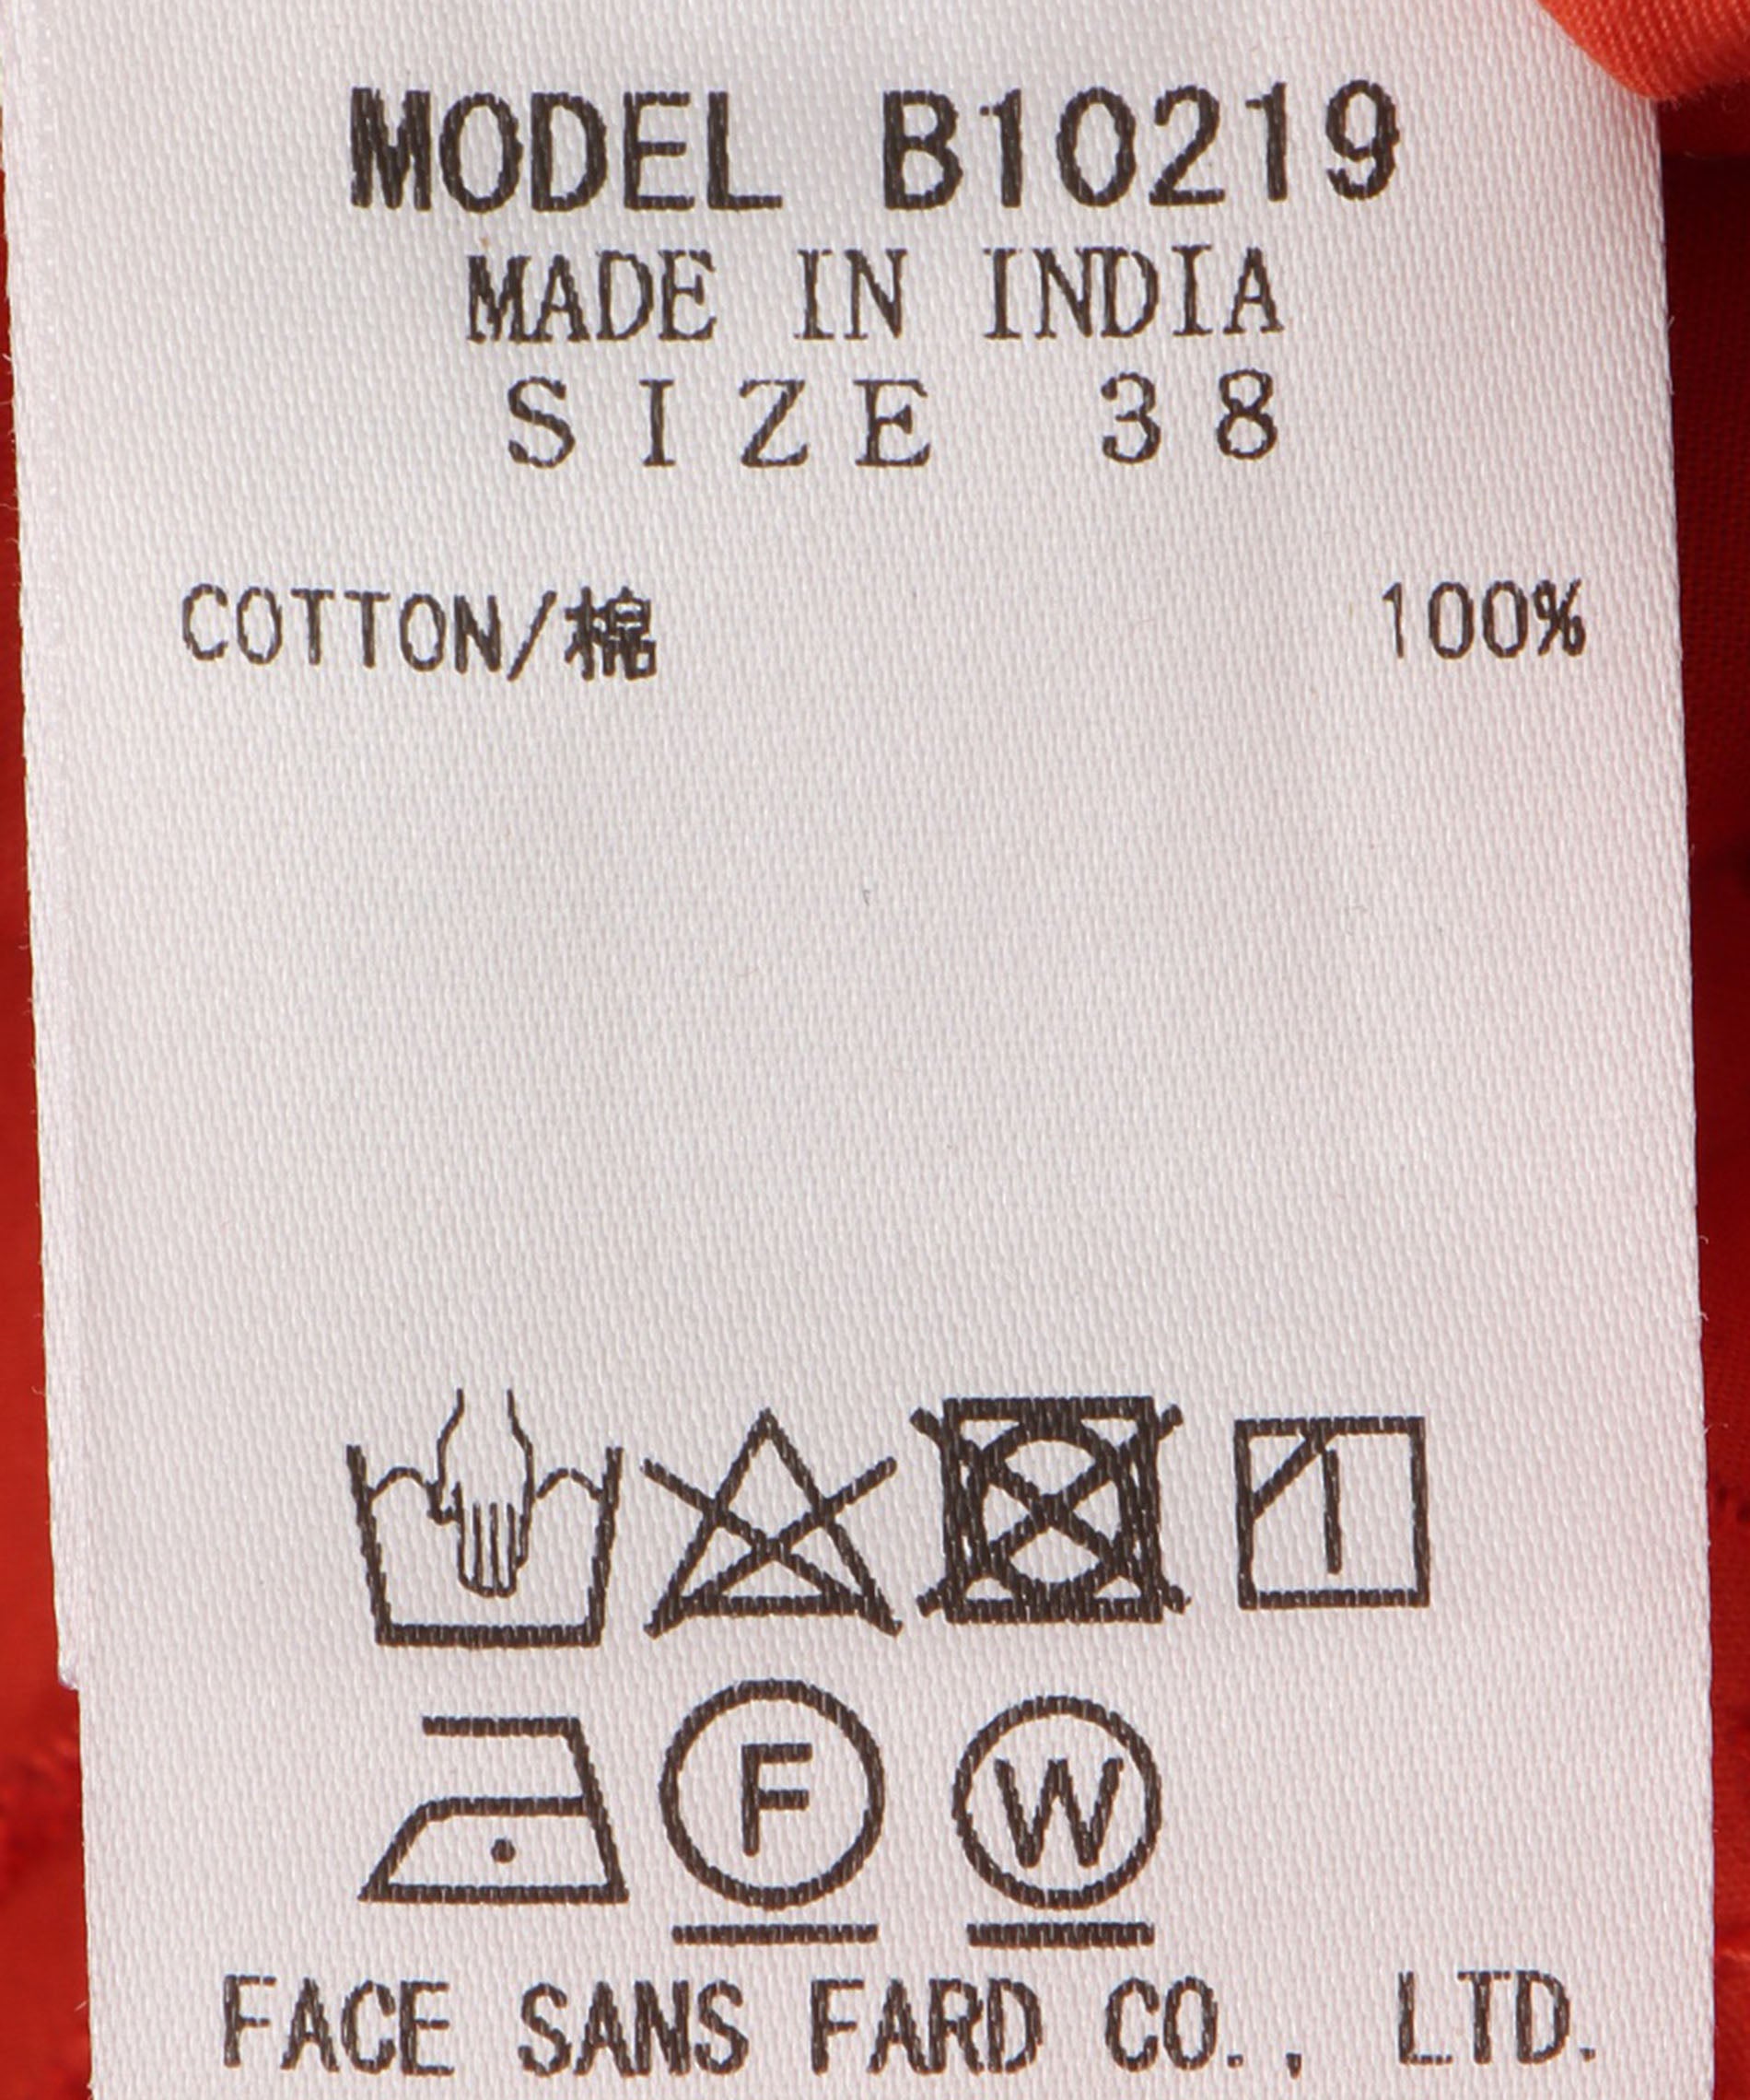 MODEL B10219
MADE IN INDIA
SIZE 38
COTTON/棉 100%
F W
FACE SANS FARD CO., LTD.